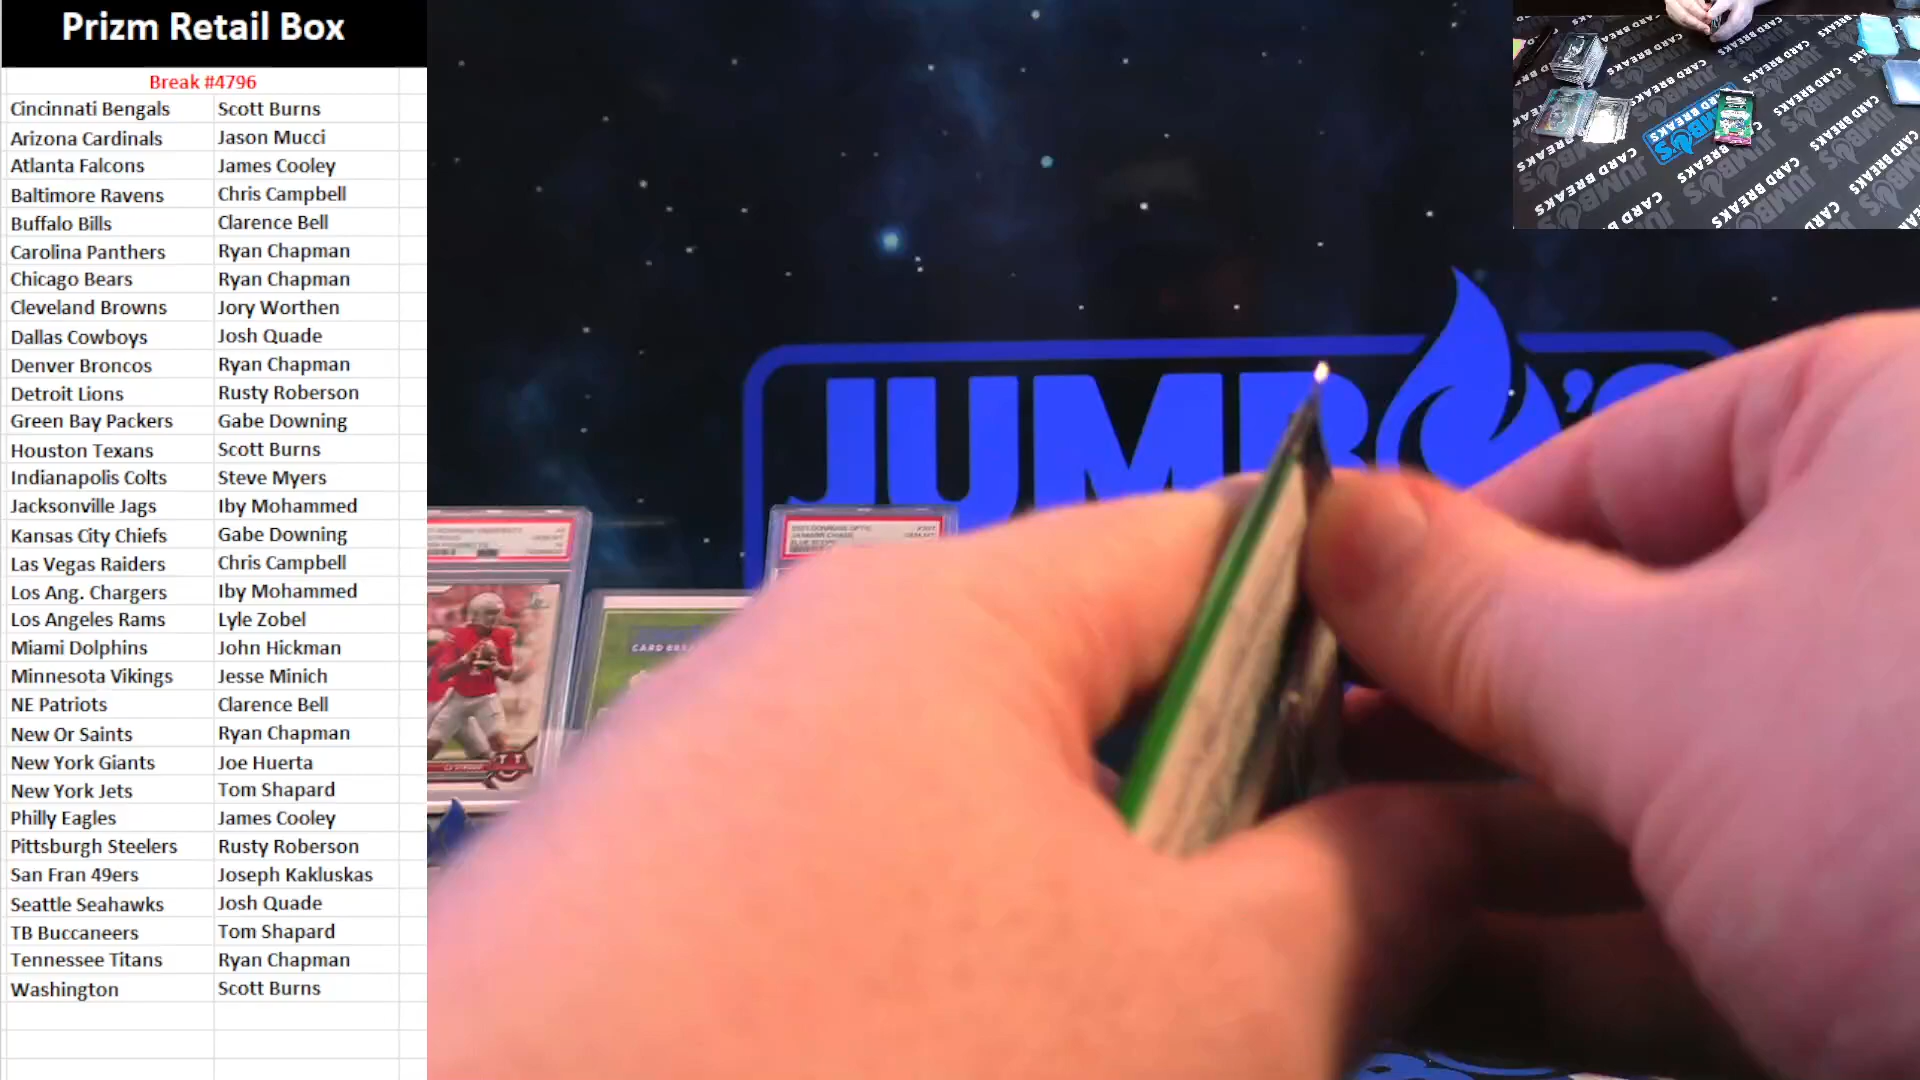 Prizm Retail Box
Break #4796
Cincinnati Bengals Scott Burns
Arizona Cardinals Jason Mucci
Atlanta Falcons James Cooley
Baltimore Ravens Chris Campbell
Buffalo Bills Clarence Bell
Carolina Panthers Ryan Chapman
Chicago Bears Ryan Chapman
Cleveland Browns Jory Worthen
Dallas Cowboys Josh Quade
Denver Broncos Ryan Chapman
Detroit Lions Rusty Roberson
Green Bay Packers Gabe Downing
Houston Texans Scott Burns
Indianapolis Colts Steve Myers
Jacksonville Jags Iby Mohammed
Kansas City Chiefs Gabe Downing
Las Vegas Raiders Chris Campbell
Los Ang. Chargers Iby Mohammed
Los Angeles Rams Lyle Zobel
Miami Dolphins John Hickman
Minnesota Vikings Jesse Minich
NE Patriots Clarence Bell
New Or Saints Ryan Chapman
New York Giants Joe Huerta
New York Jets Tom Shapard
Philly Eagles James Cooley
Pittsburgh Steelers Rusty Roberson
San Fran 49ers Joseph Kakluskas
Seattle Seahawks Josh Quade
TB Buccaneers Tom Shapard
Tennessee Titans Ryan Chapman
Washington Scott Burns
JUMBO'S
CARD BREAKS
JUMBO'S
CARD BREAKS